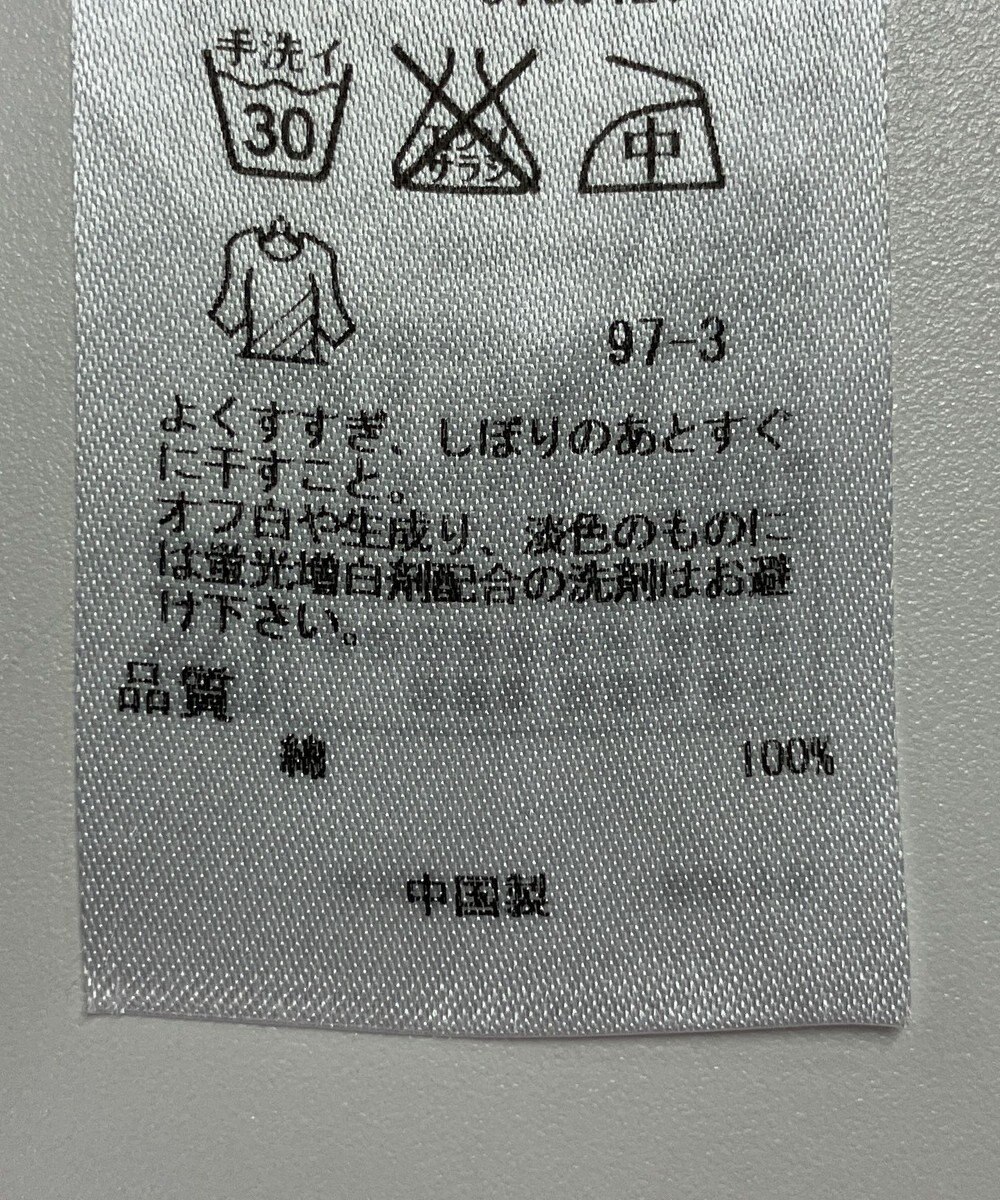 手洗イ
30
エンソ
サラシ
中
97-3
よくすすぎ、しぼりのあとすぐ
に干すこと。
オフ白や生成り、淡色のものに
は蛍光増白剤配合の洗剤はお避
け下さい。
品質
綿 100%
中国製